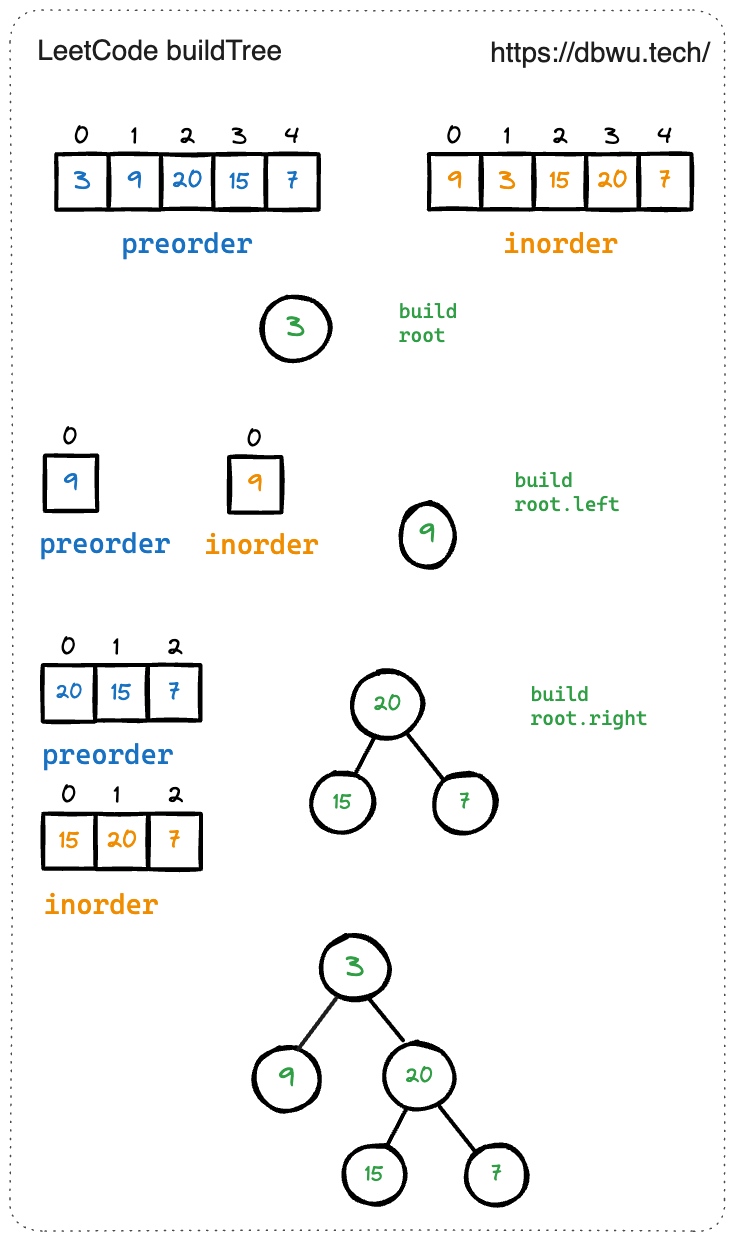 LeetCode buildTree https://dbwu.tech/
0 1 2 3 4 0 1 2 3 4
3 9 20 15 7 9 3 15 20 7
preorder inorder
3
build
root
0 0
9 9
preorder inorder
build
root.left
9
0 1 2
20 15 7
preorder
0 1 2
15 20 7
inorder
20
15 7
build
root.right
3
9 20
15 7